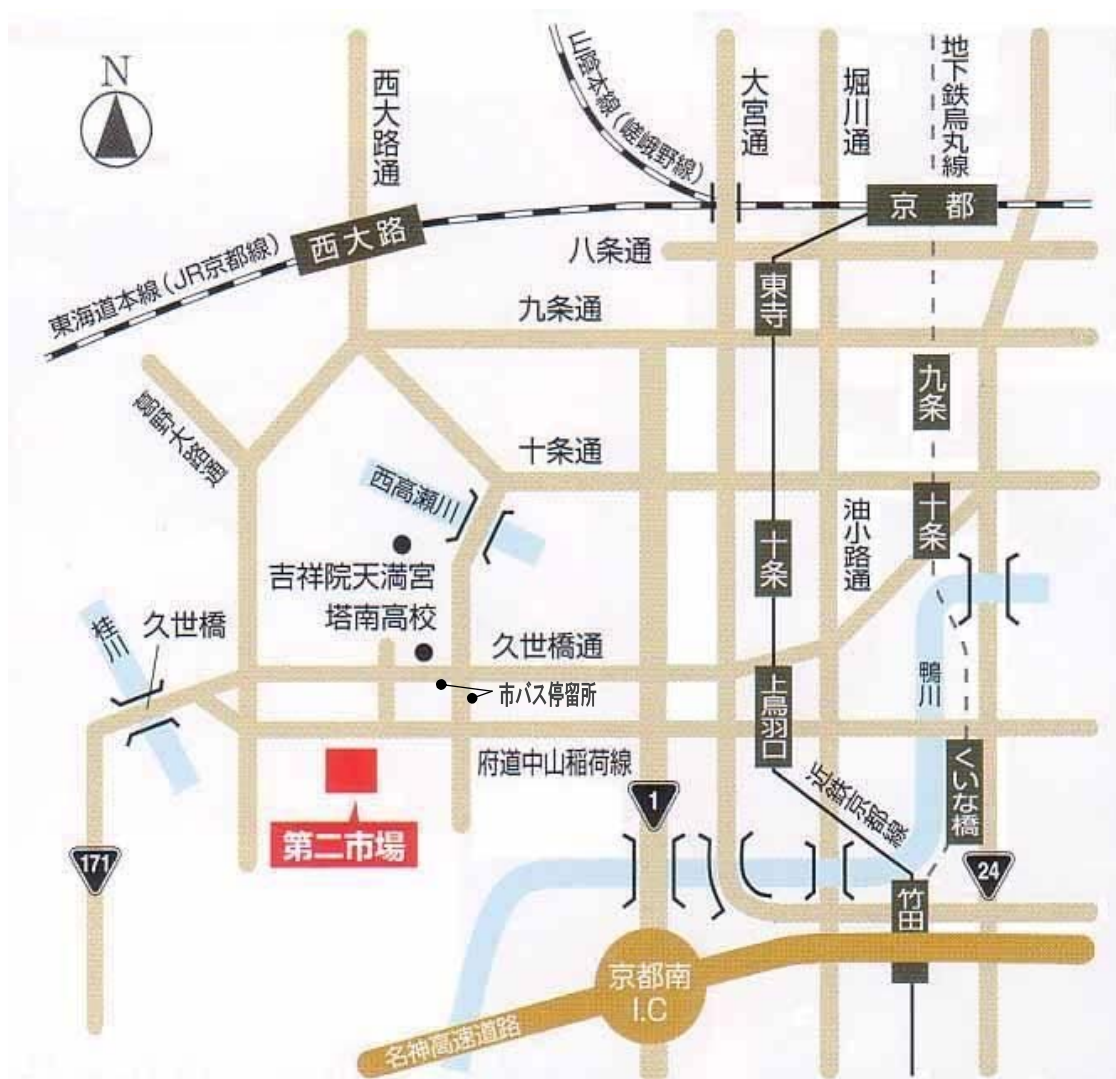 N
西大路通
山陰本線(嵯峨野線)
大宮通
堀川通
地下鉄烏丸線
京都
西大路
東海道本線(JR京都線)
八条通
東寺
九条通
九条
葛野大路通
十条通
西高瀬川
十条
十条
油小路通
吉祥院天満宮
塔南高校
桂川
久世橋
久世橋通
市バス停留所
上鳥羽口
鴨川
府道中山稲荷線
くいな橋
近鉄京都線
1
第二市場
171
24
竹田
京都南
I.C
名神高速道路